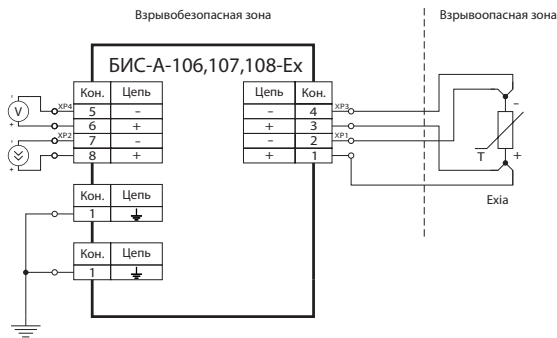 Взрывобезопасная зона
Взрывоопасная зона
БИС-А-106,107,108-Ex
Кон. Цепь
Цепь Кон.
XP4
5 –
– 4
XP3
V
6 +
+ 3
XP2
7 –
– 2
XP1
8 +
+ 1
–
T
+
Exia
Кон. Цепь
1
Кон. Цепь
1